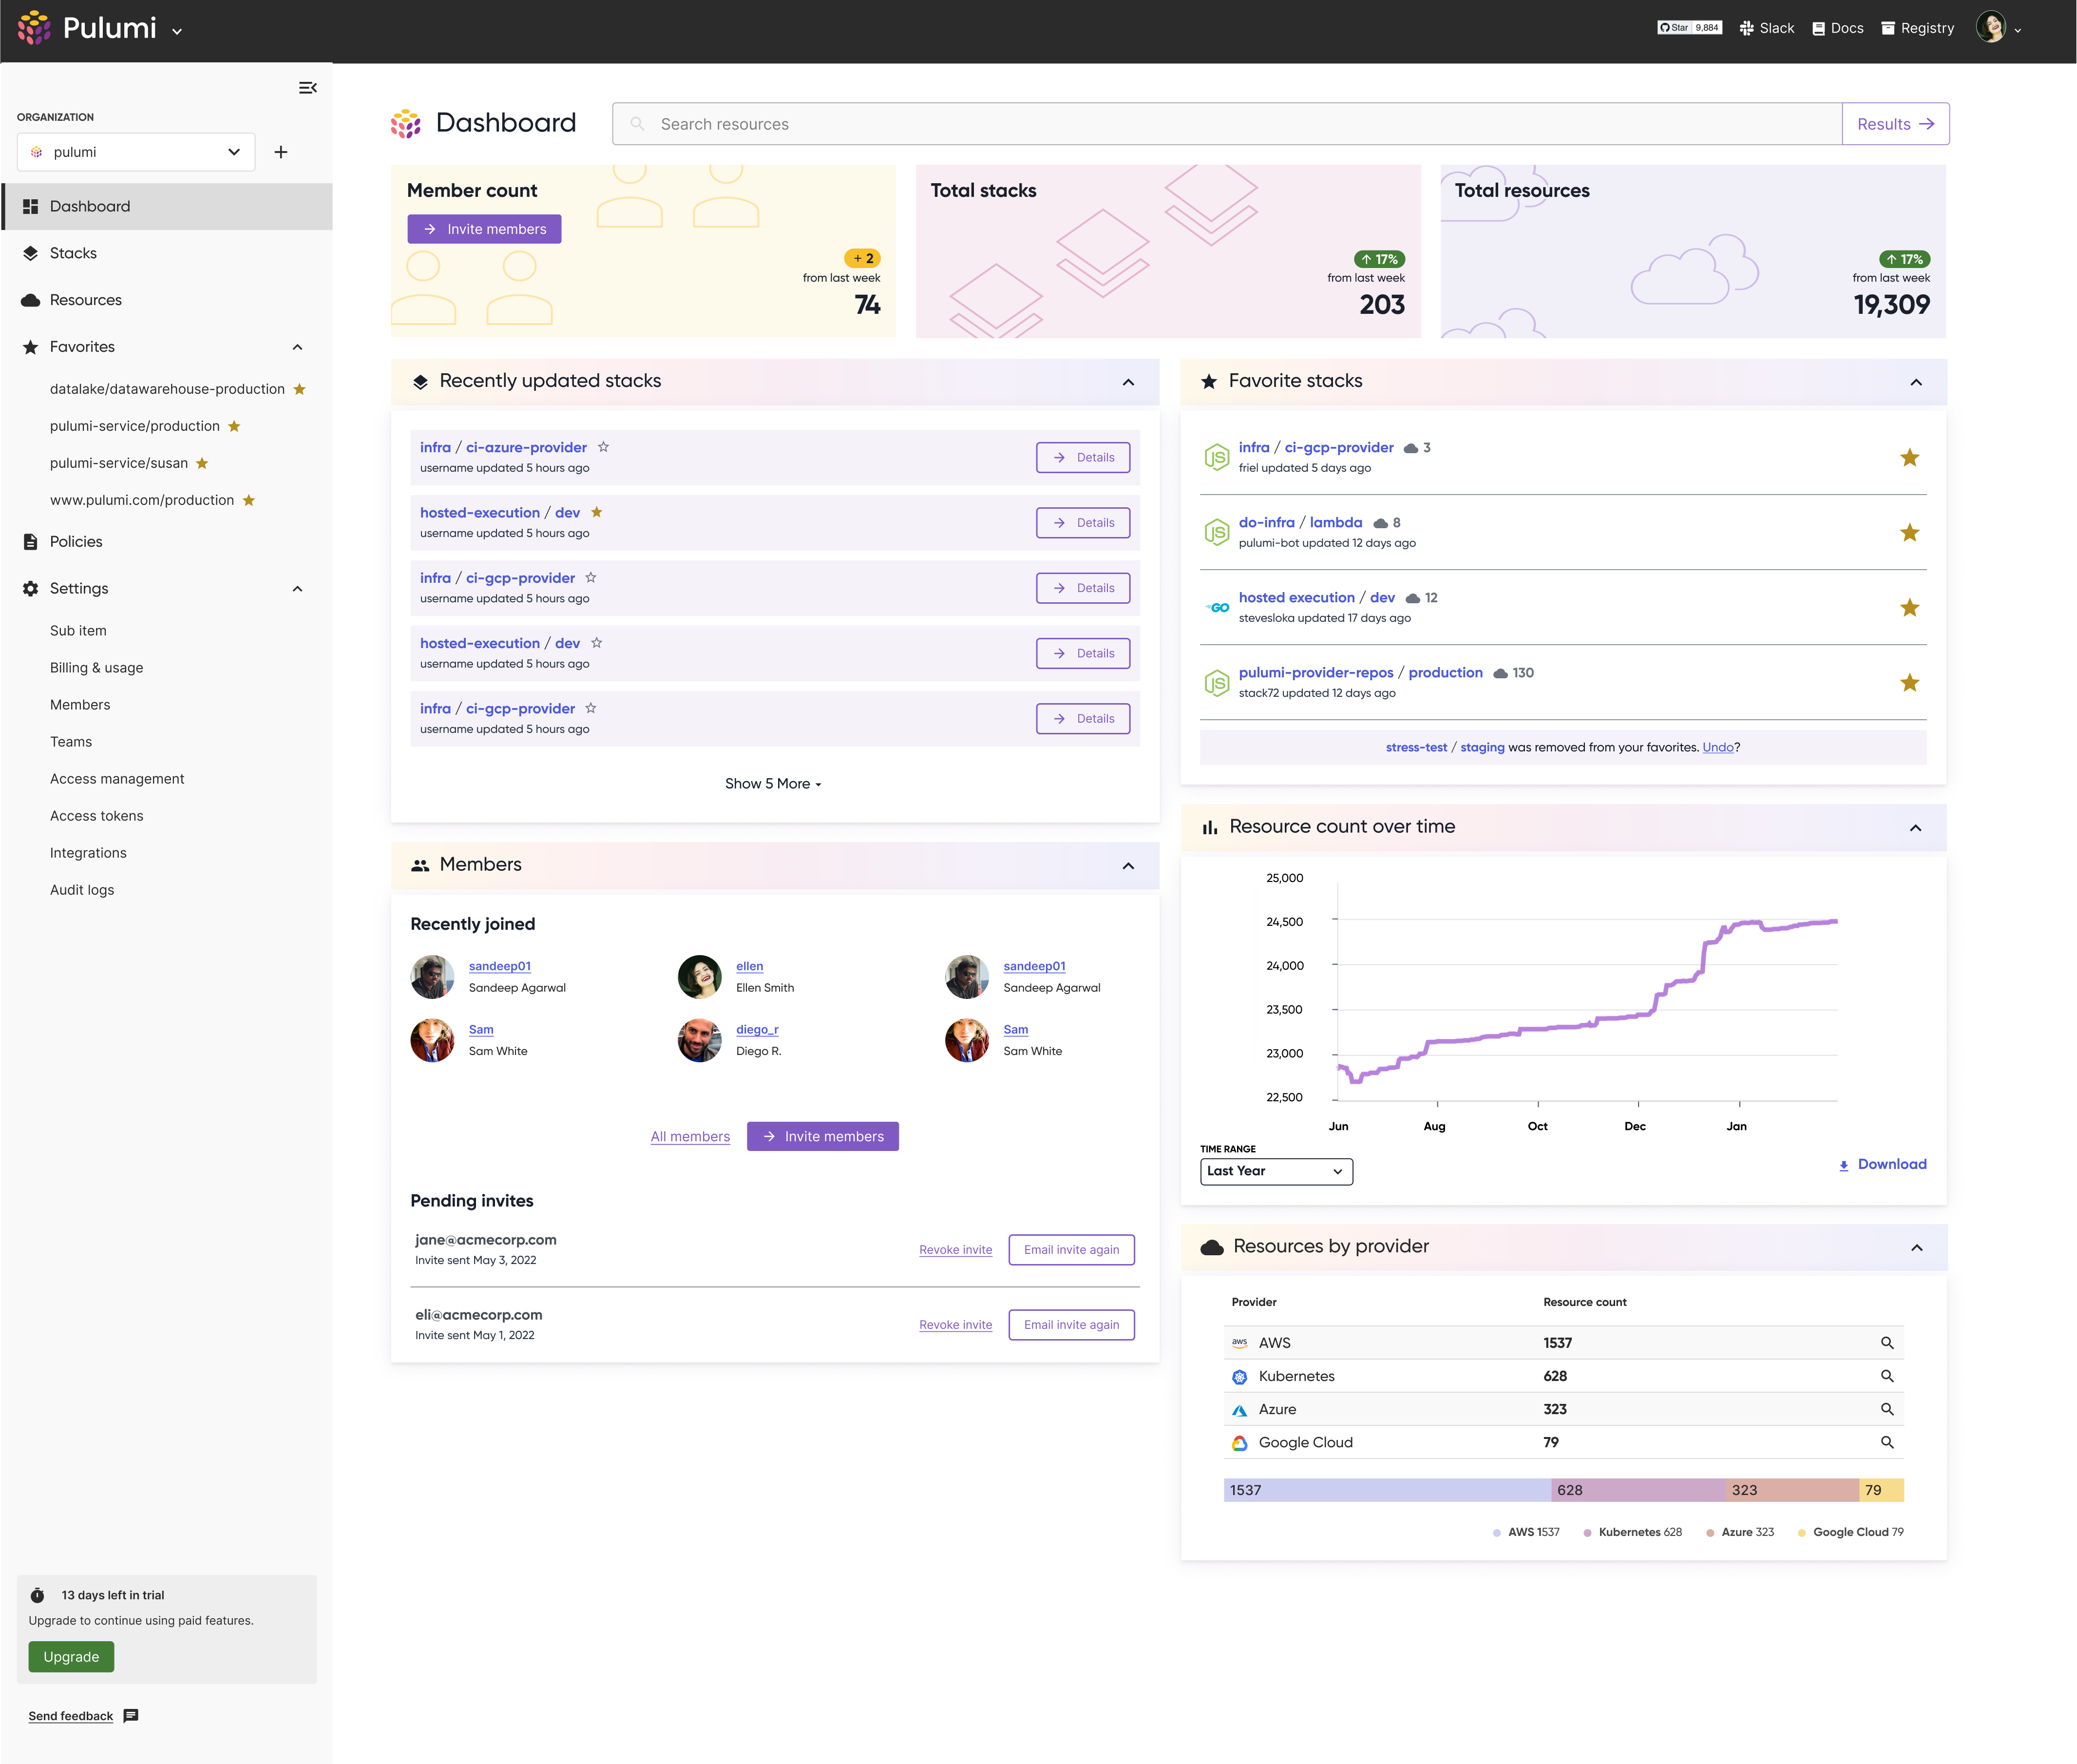 Pulumi
Star 9,884
Slack
Docs
Registry
ORGANIZATION
pulumi
Dashboard
Stacks
Resources
Favorites
datalake/datawarehouse-production
pulumi-service/production
pulumi-service/susan
www.pulumi.com/production
Policies
Settings
Sub item
Billing & usage
Members
Teams
Access management
Access tokens
Integrations
Audit logs
13 days left in trial
Upgrade to continue using paid features.
Upgrade
Send feedback
Dashboard
Search resources
Results
Member count
Invite members
+ 2
from last week
74
Total stacks
17%
from last week
203
Total resources
17%
from last week
19,309
Recently updated stacks
infra / ci-azure-provider
username updated 5 hours ago
Details
hosted-execution / dev
username updated 5 hours ago
Details
infra / ci-gcp-provider
username updated 5 hours ago
Details
hosted-execution / dev
username updated 5 hours ago
Details
infra / ci-gcp-provider
username updated 5 hours ago
Details
Show 5 More
Members
Recently joined
sandeep01
Sandeep Agarwal
ellen
Ellen Smith
sandeep01
Sandeep Agarwal
Sam
Sam White
diego_r
Diego R.
Sam
Sam White
All members
Invite members
Pending invites
jane@acmecorp.com
Invite sent May 3, 2022
Revoke invite
Email invite again
eli@acmecorp.com
Invite sent May 1, 2022
Revoke invite
Email invite again
Favorite stacks
JS
infra / ci-gcp-provider 3
friel updated 5 days ago
JS
do-infra / lambda 8
pulumi-bot updated 12 days ago
GO
hosted execution / dev 12
stevesloka updated 17 days ago
JS
pulumi-provider-repos / production 130
stack72 updated 12 days ago
stress-test / staging was removed from your favorites. Undo?
Resource count over time
25,000
24,500
24,000
23,500
23,000
22,500
Jun
Aug
Oct
Dec
Jan
TIME RANGE
Last Year
Download
Resources by provider
Provider
Resource count
aws AWS 1537
Kubernetes 628
Azure 323
Google Cloud 79
1537
628
323
79
AWS 1537
Kubernetes 628
Azure 323
Google Cloud 79